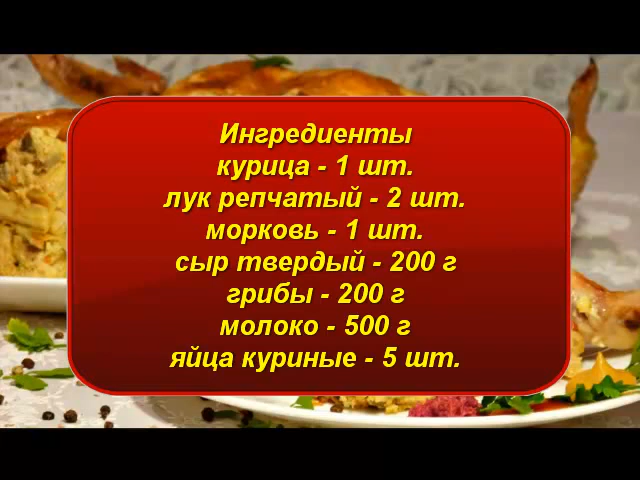 Ингредиенты
курица - 1 шт.
лук репчатый - 2 шт.
морковь - 1 шт.
сыр твердый - 200 г
грибы - 200 г
молоко - 500 г
яйца куриные - 5 шт.